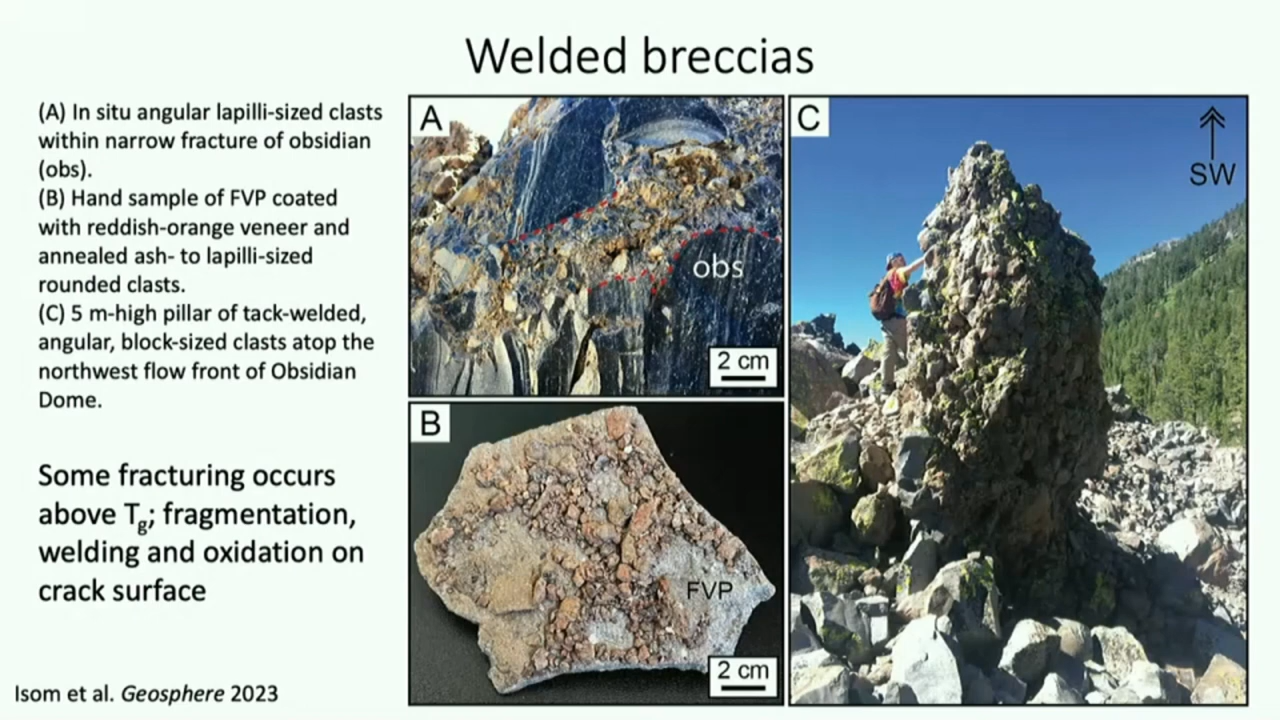 Welded breccias
(A) In situ angular lapilli-sized clasts
within narrow fracture of obsidian
(obs).
(B) Hand sample of FVP coated
with reddish-orange veneer and
annealed ash- to lapilli-sized
rounded clasts.
(C) 5 m-high pillar of tack-welded,
angular, block-sized clasts atop the
northwest flow front of Obsidian
Dome.
Some fracturing occurs
above Tg; fragmentation,
welding and oxidation on
crack surface
Isom et al. Geosphere 2023
A
obs
2 cm
B
FVP
2 cm
C
SW